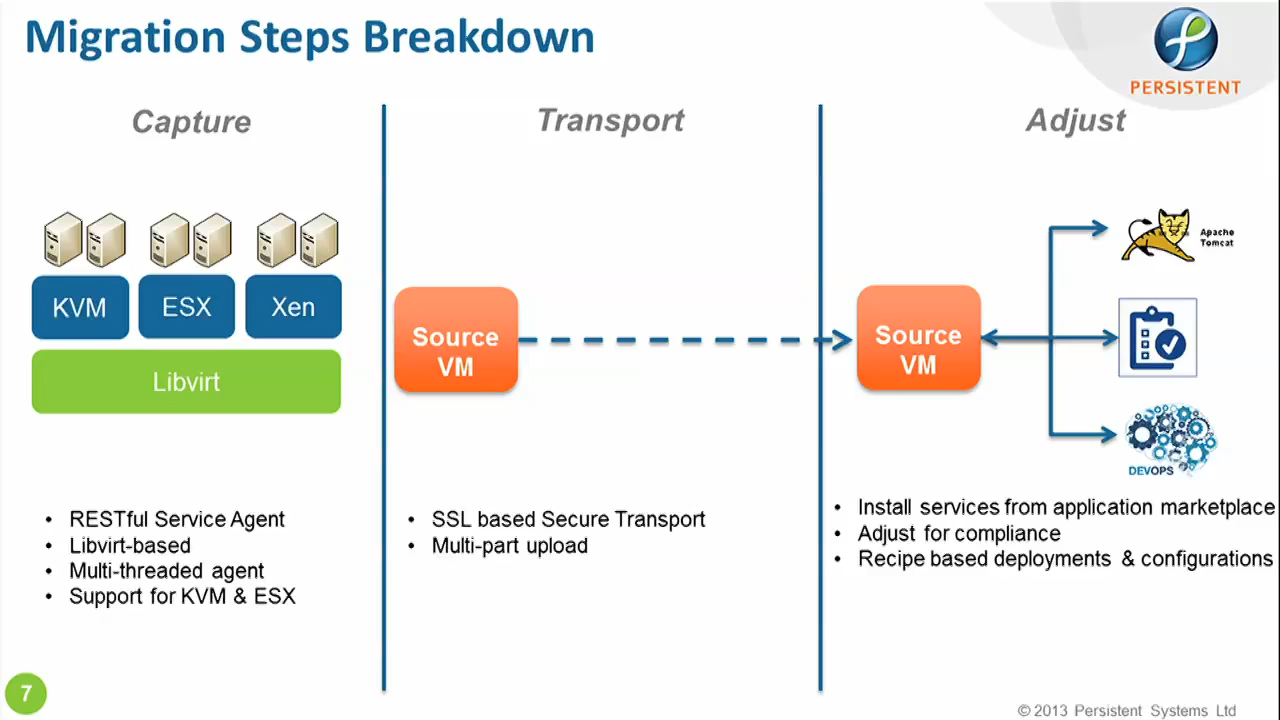 Migration Steps Breakdown
PERSISTENT
Capture
Transport
Adjust
KVM
ESX
Xen
Libvirt
Source
VM
Source
VM
Apache
Tomcat
DEVOPS
• RESTful Service Agent
• Libvirt-based
• Multi-threaded agent
• Support for KVM & ESX
• SSL based Secure Transport
• Multi-part upload
• Install services from application marketplace
• Adjust for compliance
• Recipe based deployments & configurations
7
© 2013 Persistent Systems Ltd